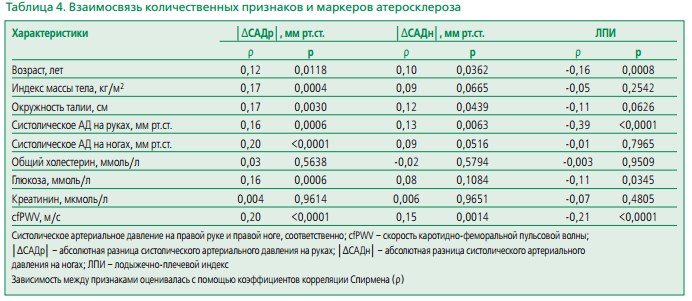 Таблица 4. Взаимосвязь количественных признаков и маркеров атеросклероза
Характеристики |ΔСАДр|, мм рт.ст. |ΔСАДн|, мм рт.ст. ЛПИ
ρ p ρ p ρ p
Возраст, лет 0,12 0,0118 0,10 0,0362 -0,16 0,0008
Индекс массы тела, кг/м² 0,17 0,0004 0,09 0,0665 -0,05 0,2542
Окружность талии, см 0,17 0,0030 0,12 0,0439 -0,11 0,0626
Систолическое АД на руках, мм рт.ст. 0,16 0,0006 0,13 0,0063 -0,39 <0,0001
Систолическое АД на ногах, мм рт.ст. 0,20 <0,0001 0,09 0,0516 -0,01 0,7965
Общий холестерин, ммоль/л 0,03 0,5638 -0,02 0,5794 -0,003 0,9509
Глюкоза, ммоль/л 0,16 0,0006 0,08 0,1084 -0,11 0,0345
Креатинин, мкмоль/л 0,004 0,9614 0,006 0,9651 -0,07 0,4805
cfPWV, м/с 0,20 <0,0001 0,15 0,0014 -0,21 <0,0001
Систолическое артериальное давление на правой руке и правой ноге, соответственно; cfPWV – скорость каротидно-феморальной пульсовой волны;
|ΔСАДр| – абсолютная разница систолического артериального давления на руках; |ΔСАДн| – абсолютная разница систолического артериального
давления на ногах; ЛПИ – лодыжечно-плечевой индекс
Зависимость между признаками оценивалась с помощью коэффициентов корреляции Спирмена (ρ)